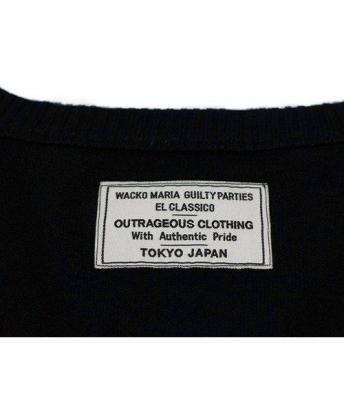 WACKO MARIA GUILTY PARTIES
EL CLASSICO
OUTRAGEOUS CLOTHING
With Authentic Pride
TOKYO JAPAN